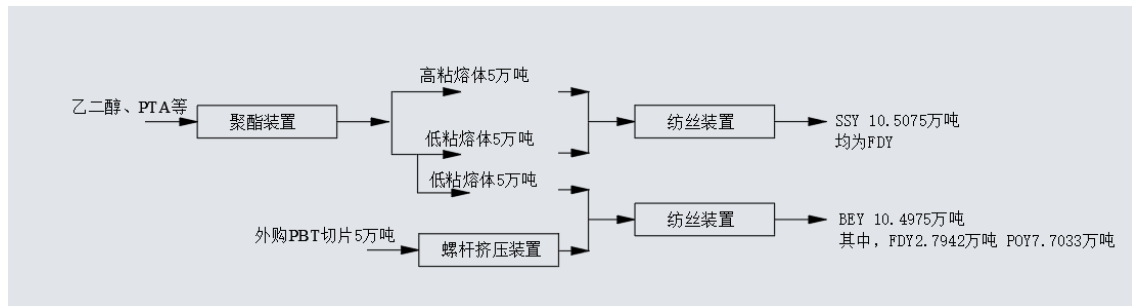 高粘熔体5万吨
乙二醇、PTA等
聚酯装置
纺丝装置
SSY 10.5075万吨
均为FDY
低粘熔体5万吨
低粘熔体5万吨
纺丝装置
BEY 10.4975万吨
其中，FDY2.7942万吨 POY7.7033万吨
外购PBT切片5万吨
螺杆挤压装置